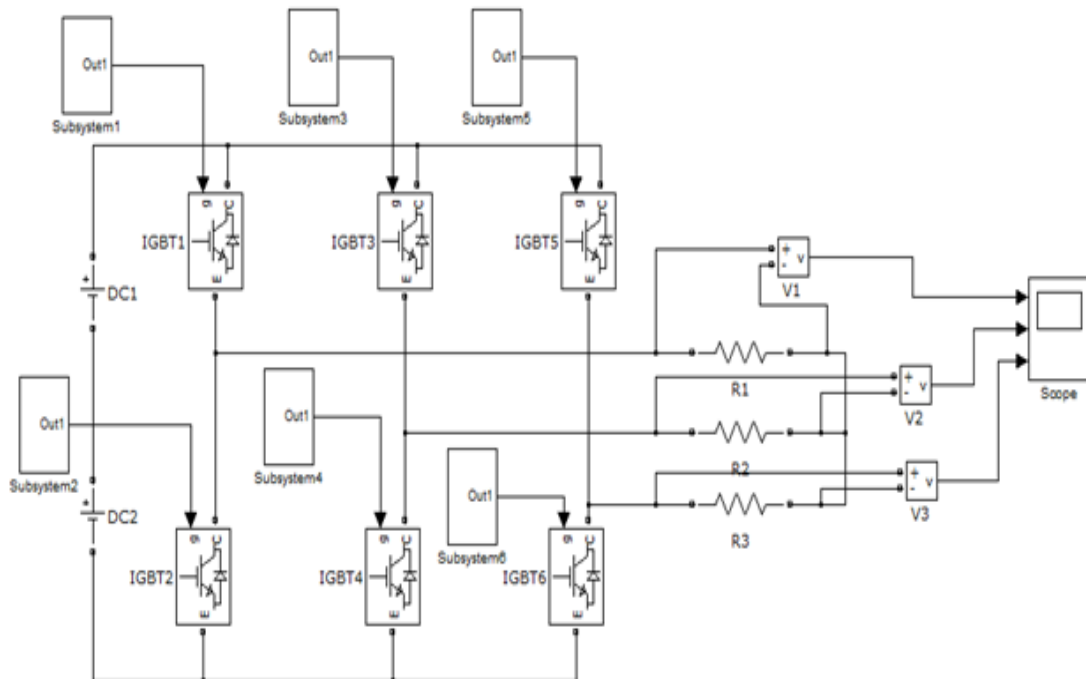 Out1
Subsystem1
Out1
Subsystem3
Out1
Subsystem5
g
C
IGBT1
E
g
C
IGBT3
E
g
C
IGBT5
E
+
DC1
+
-
v
V1
R1
Scope
+
-
v
V2
Out1
Subsystem2
Out1
Subsystem4
R2
Out1
Subsystem6
+
-
v
V3
+
DC2
R3
g
C
IGBT2
E
g
C
IGBT4
E
g
C
IGBT6
E